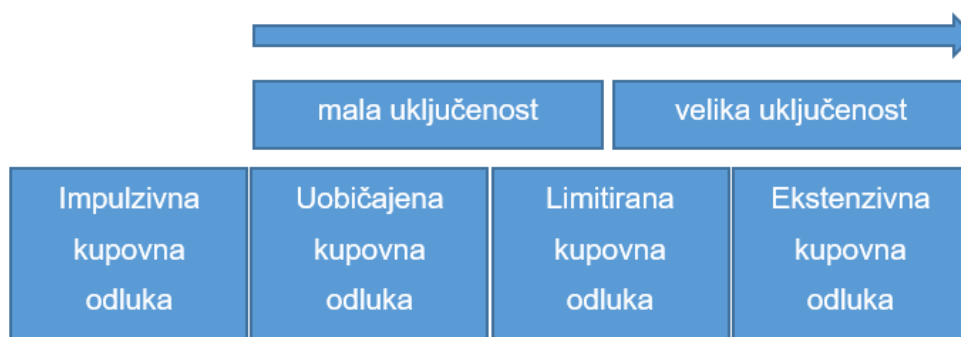 mala uključenost
velika uključenost
Impulzivna
kupovna
odluka
Uobičajena
kupovna
odluka
Limitirana
kupovna
odluka
Ekstenzivna
kupovna
odluka